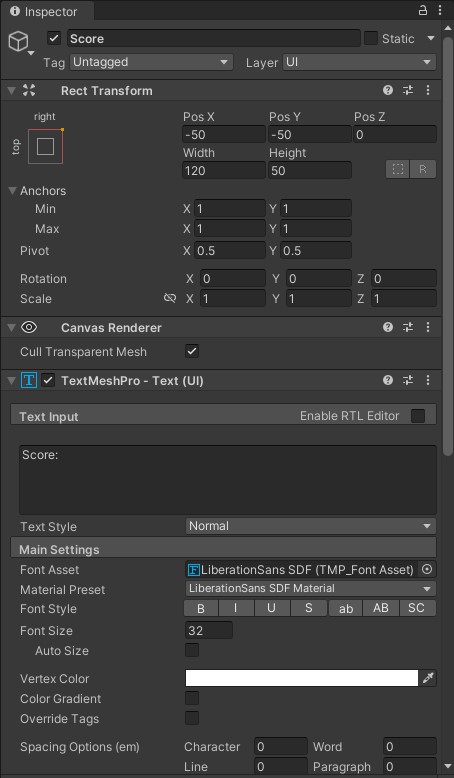 Inspector
Score
Static
Tag Untagged Layer UI
Rect Transform
right
top
Pos X Pos Y Pos Z
-50 -50 0
Width Height
120 50
R
Anchors
Min X 1 Y 1
Max X 1 Y 1
Pivot X 0.5 Y 0.5
Rotation X 0 Y 0 Z 0
Scale X 1 Y 1 Z 1
Canvas Renderer
Cull Transparent Mesh
TextMeshPro - Text (UI)
Text Input Enable RTL Editor
Score:
Text Style Normal
Main Settings
Font Asset LiberationSans SDF (TMP_Font Asset)
Material Preset LiberationSans SDF Material
Font Style B I U S ab AB SC
Font Size 32
Auto Size
Vertex Color
Color Gradient
Override Tags
Spacing Options (em) Character 0 Word 0
Line 0 Paragraph 0